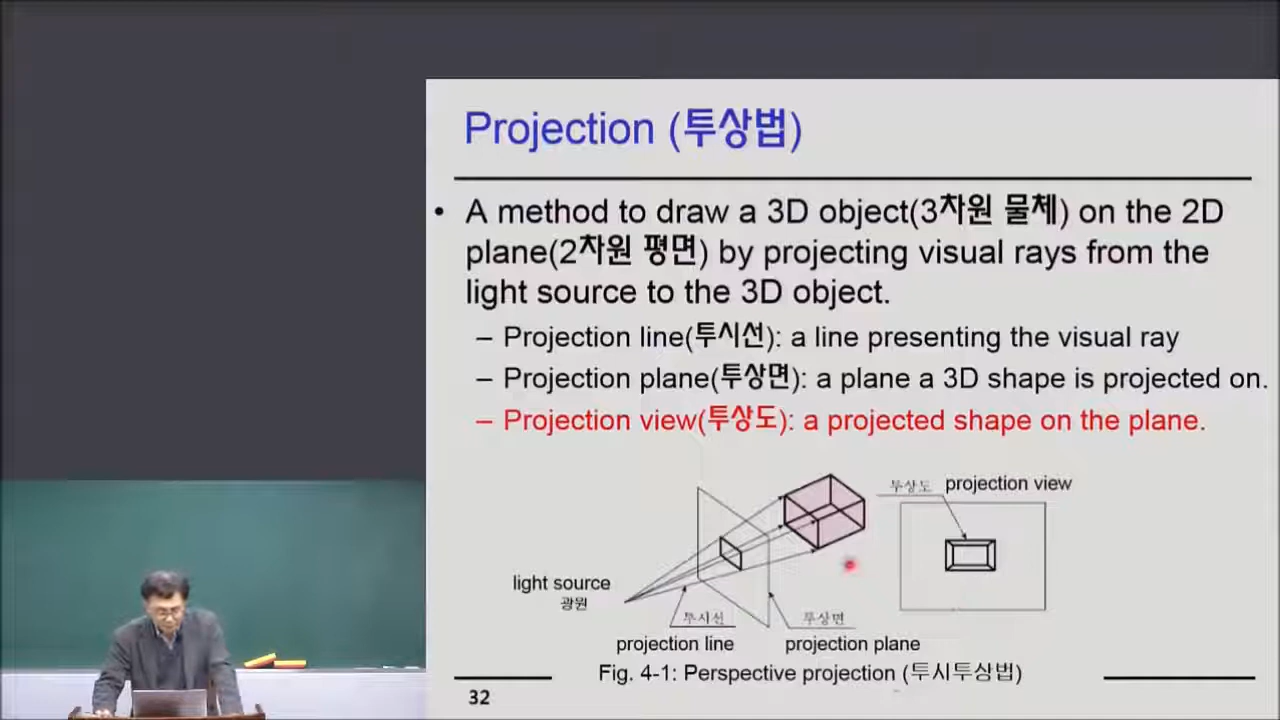 Projection (투상법)
• A method to draw a 3D object(3차원 물체) on the 2D
plane(2차원 평면) by projecting visual rays from the
light source to the 3D object.
– Projection line(투시선): a line presenting the visual ray
– Projection plane(투상면): a plane a 3D shape is projected on.
– Projection view(투상도): a projected shape on the plane.
투상도 projection view
light source
광원
투시선 투상면
projection line projection plane
Fig. 4-1: Perspective projection (투시투상법)
32